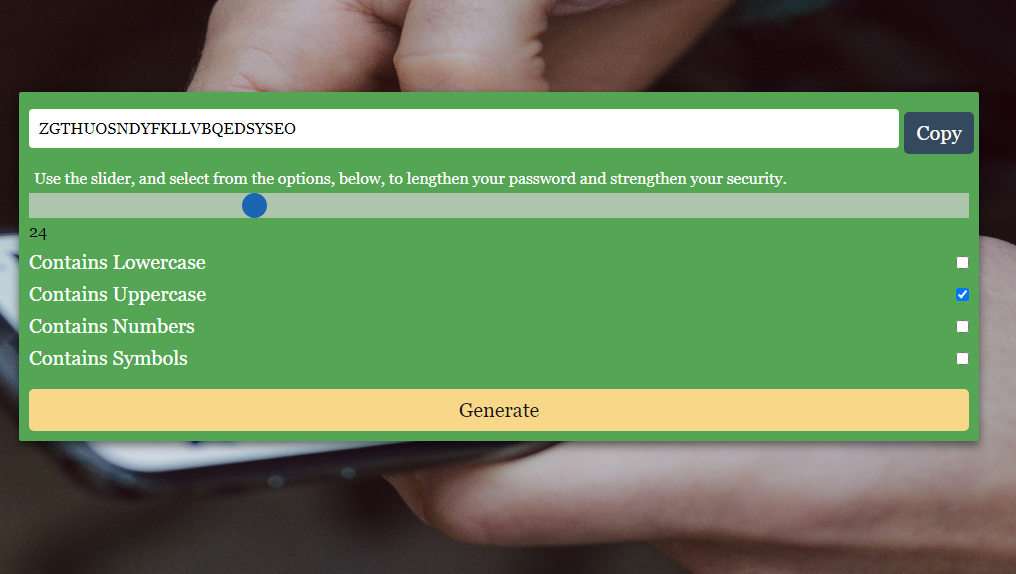 ZGTHUOSNDYFKLLVBQEDSYSEO
Copy
Use the slider, and select from the options, below, to lengthen your password and strengthen your security.
24
Contains Lowercase
Contains Uppercase
Contains Numbers
Contains Symbols
Generate